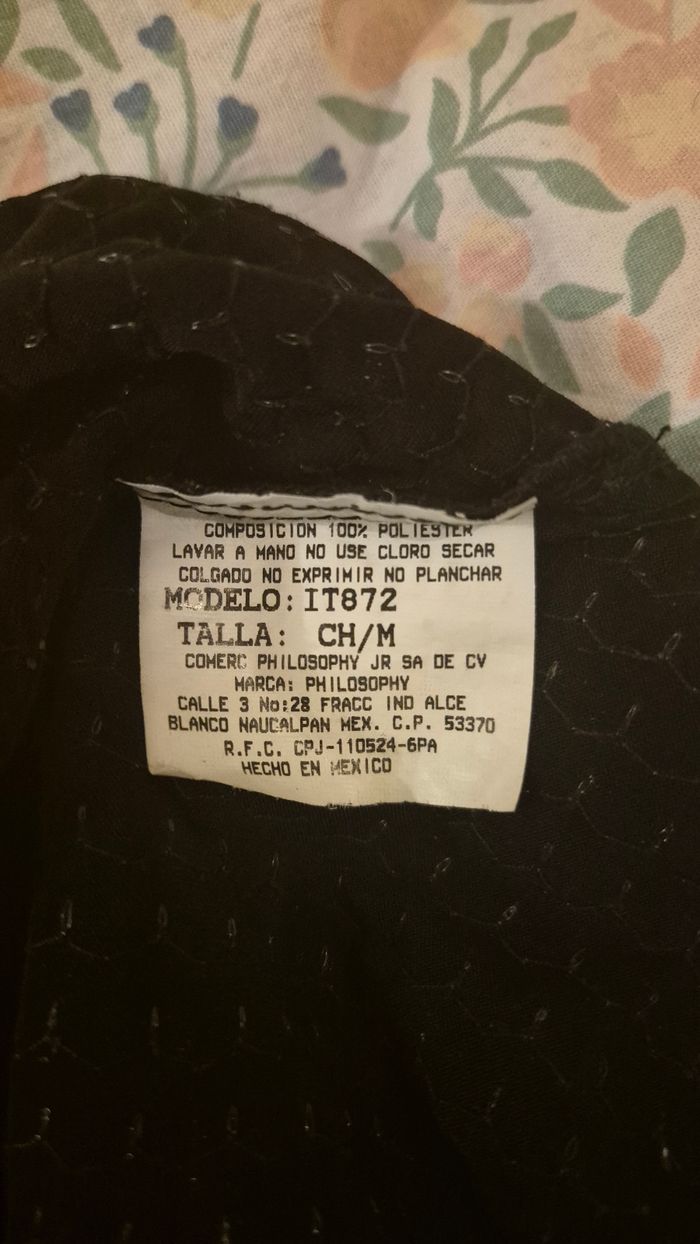 COMPOSICION 100% POLIESTER
LAVAR A MANO NO USE CLORO SECAR
COLGADO NO EXPRIMIR NO PLANCHAR
MODELO: IT872
TALLA: CH/M
COMERC PHILOSOPHY JR SA DE CV
MARCA: PHILOSOPHY
CALLE 3 No:28 FRACC IND ALCE
BLANCO NAUCALPAN MEX. C.P. 53370
R.F.C. CPJ-110524-6PA
HECHO EN MEXICO